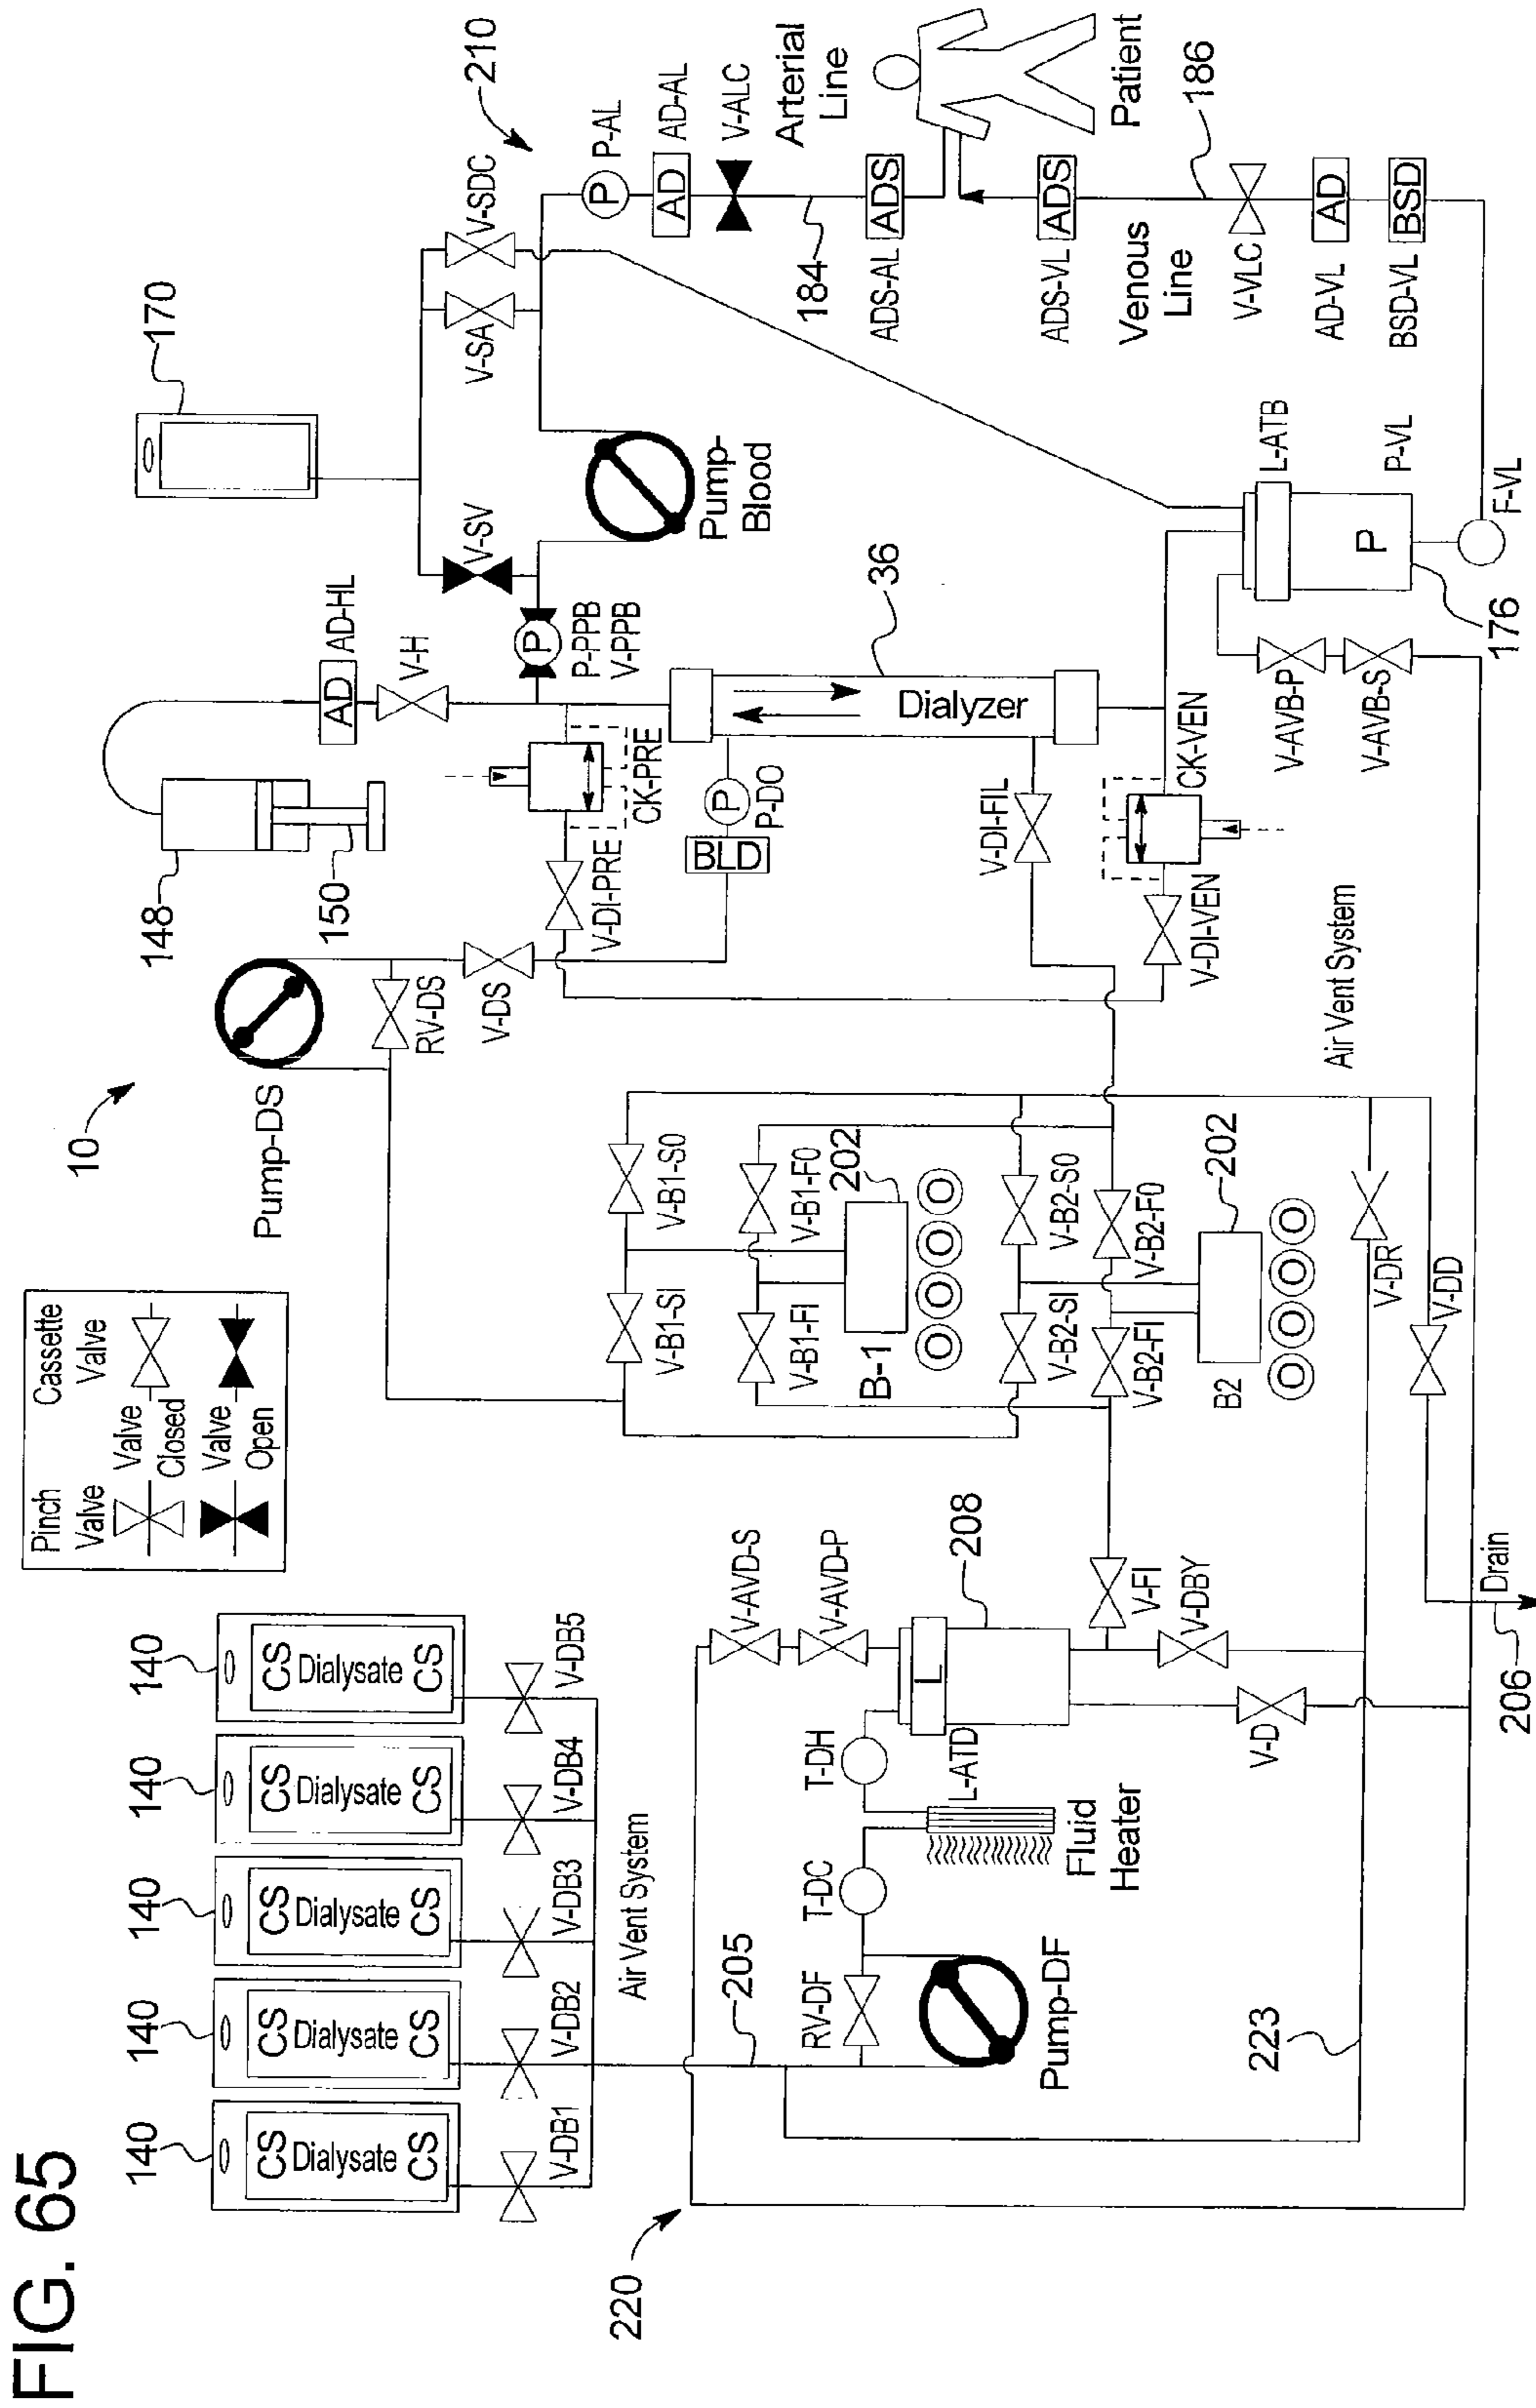 FIG. 65
Pinch
Valve
Cassette
Valve
Valve
Closed
Valve
Open
10
220
140
140
140
140
140
CS
Dialysate
CS
CS
Dialysate
CS
CS
Dialysate
CS
CS
Dialysate
CS
CS
Dialysate
CS
V-DB1
V-DB2
V-DB3
V-DB4
V-DB5
Air Vent System
205
RV-DF
Pump-DF
T-DC
T-DH
Fluid
Heater
L-ATD
L
208
V-AVD-S
V-AVD-P
V-FI
V-DBY
V-D
223
206
Drain
Pump-DS
RV-DS
V-DS
V-B1-SI
V-B1-S0
V-B1-FI
V-B1-F0
B-1
202
O O O O
V-B2-SI
V-B2-S0
V-B2-FI
V-B2-F0
B2
202
O O O O
V-DR
V-DD
148
150
AD
AD-HL
V-H
CK-PRE
V-DI-PRE
BLD
P
P-DO
Dialyzer
36
V-DI-FIL
CK-VEN
V-DI-VEN
Air Vent System
170
V-SV
P
P-PPB
V-PPB
Pump-
Blood
V-SA
V-SDC
210
P
P-AL
AD
AD-AL
V-ALC
Arterial
Line
184
ADS
ADS-AL
Patient
ADS
ADS-VL
Venous
Line
186
V-VLC
AD
AD-VL
BSD
BSD-VL
L-ATB
P
P-VL
F-VL
176
V-AVB-P
V-AVB-S